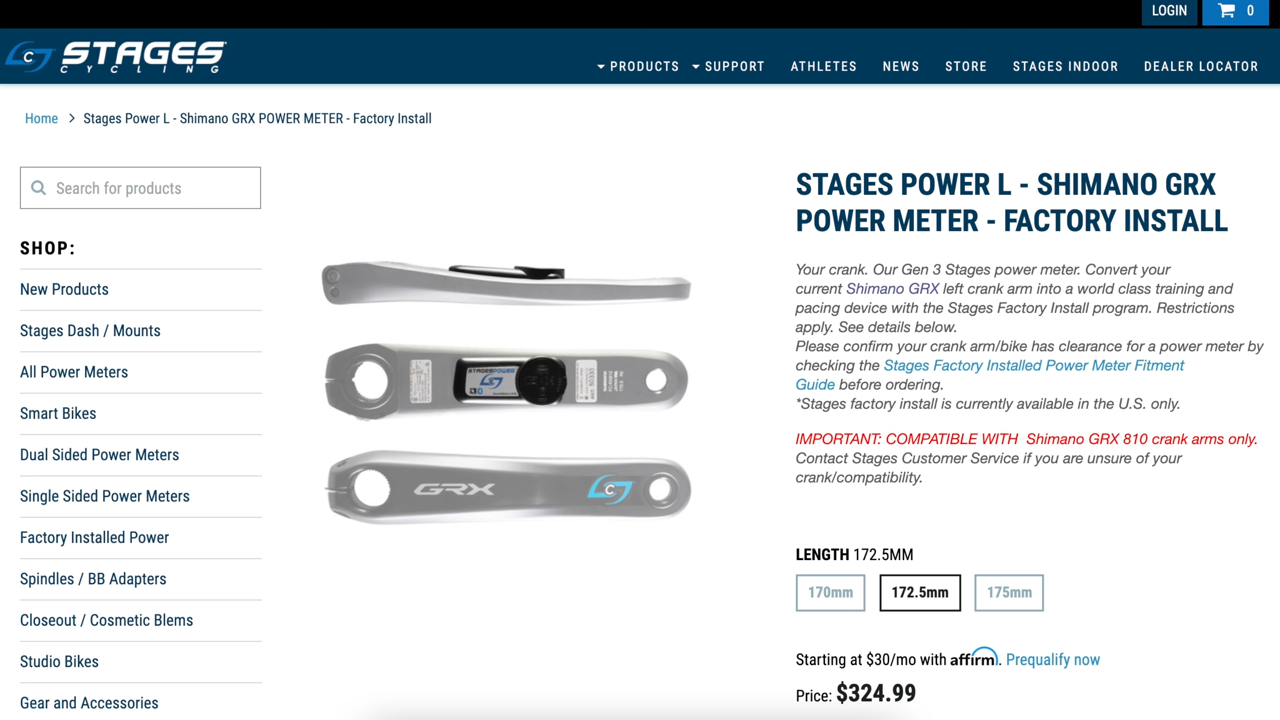 LOGIN
0
STAGES
CYCLING
PRODUCTS
SUPPORT
ATHLETES
NEWS
STORE
STAGES INDOOR
DEALER LOCATOR
Home > Stages Power L - Shimano GRX POWER METER - Factory Install
Search for products
SHOP:
New Products
Stages Dash / Mounts
All Power Meters
Smart Bikes
Dual Sided Power Meters
Single Sided Power Meters
Factory Installed Power
Spindles / BB Adapters
Closeout / Cosmetic Blems
Studio Bikes
Gear and Accessories
STAGESPOWER
GRX
C
STAGES POWER L - SHIMANO GRX
POWER METER - FACTORY INSTALL
Your crank. Our Gen 3 Stages power meter. Convert your
current Shimano GRX left crank arm into a world class training and
pacing device with the Stages Factory Install program. Restrictions
apply. See details below.
Please confirm your crank arm/bike has clearance for a power meter by
checking the Stages Factory Installed Power Meter Fitment
Guide before ordering.
*Stages factory install is currently available in the U.S. only.
IMPORTANT: COMPATIBLE WITH  Shimano GRX 810 crank arms only.
Contact Stages Customer Service if you are unsure of your
crank/compatibility.
LENGTH 172.5MM
170mm
172.5mm
175mm
Starting at $30/mo with affirm. Prequalify now
Price: $324.99